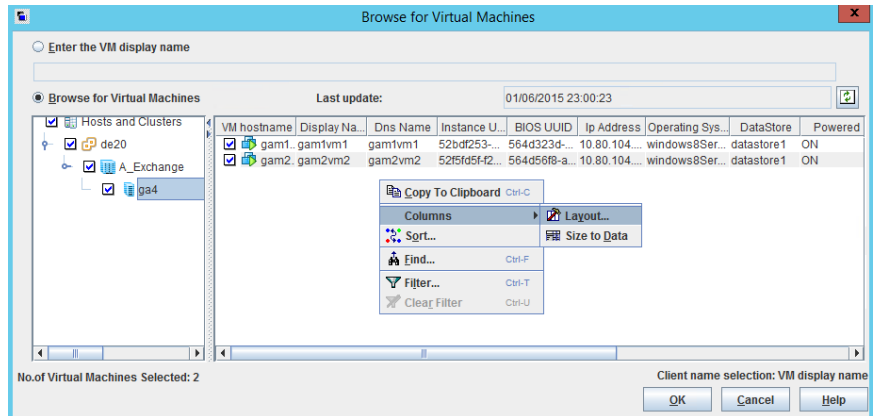 Browse for Virtual Machines
x
Enter the VM display name
Browse for Virtual Machines Last update: 01/06/2015 23:00:23
Hosts and Clusters
de20
A_Exchange
ga4
VM hostname Display Na... Dns Name Instance U... BIOS UUID Ip Address Operating Sys... DataStore Powered
gam1.. gam1vm1 gam1vm1 52bdf253-... 564d323d-... 10.80.104.... windows8Ser... datastore1 ON
gam2. gam2vm2 gam2vm2 52f5fd5f-f2... 564d56f8-a... 10.80.104.... windows8Ser... datastore1 ON
Copy To Clipboard Ctrl-C
Columns
Layout...
Sort...
Size to Data
Find... Ctrl-F
Filter... Ctrl-T
Clear Filter Ctrl-U
No.of Virtual Machines Selected: 2
Client name selection: VM display name
OK Cancel Help